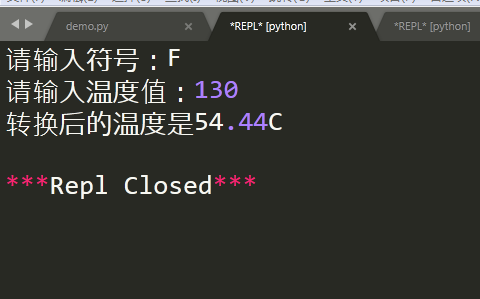 demo.py
*REPL* [python]
*REPL* [python]
请输入符号：F
请输入温度值：130
转换后的温度是54.44C
***Repl Closed***